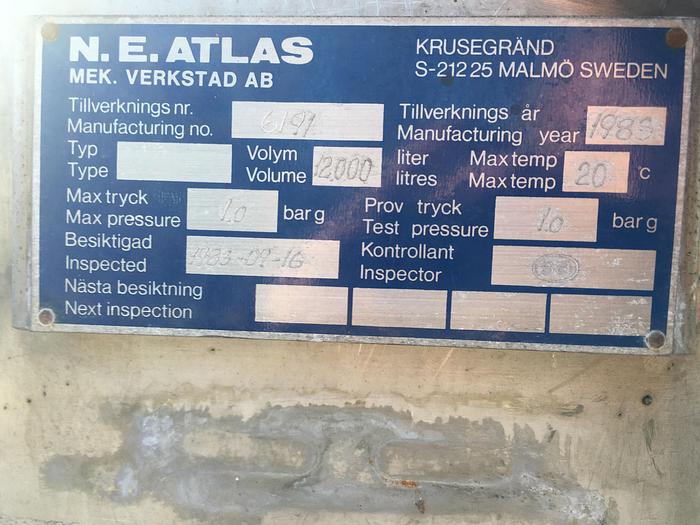 N. E. ATLAS
MEK. VERKSTAD AB
KRUSEGRÄND
S-212 25 MALMÖ SWEDEN
Tillverknings nr.
Manufacturing no. 6191
Tillverknings år
Manufacturing year 1983
Typ
Type
Volym
Volume 12.000 liter
litres
Max temp
Max temp 20 C
Max tryck
Max pressure 1.0 bar g
Prov tryck
Test pressure 1.0 bar g
Besiktigad
Inspected 1983-09-16
Kontrollant
Inspector
Nästa besiktning
Next inspection